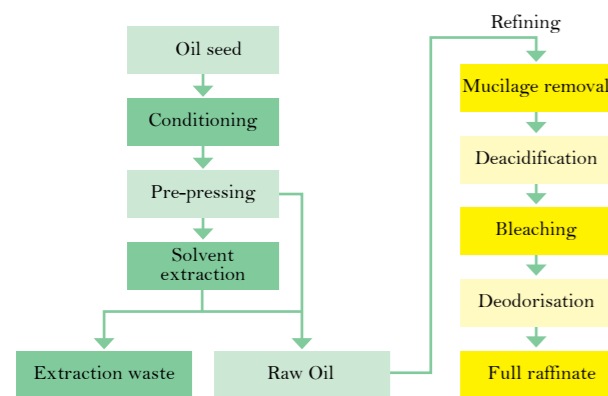 Oil seed
Conditioning
Pre-pressing
Solvent
extraction
Extraction waste
Raw Oil
Refining
Mucilage removal
Deacidification
Bleaching
Deodorisation
Full raffinate